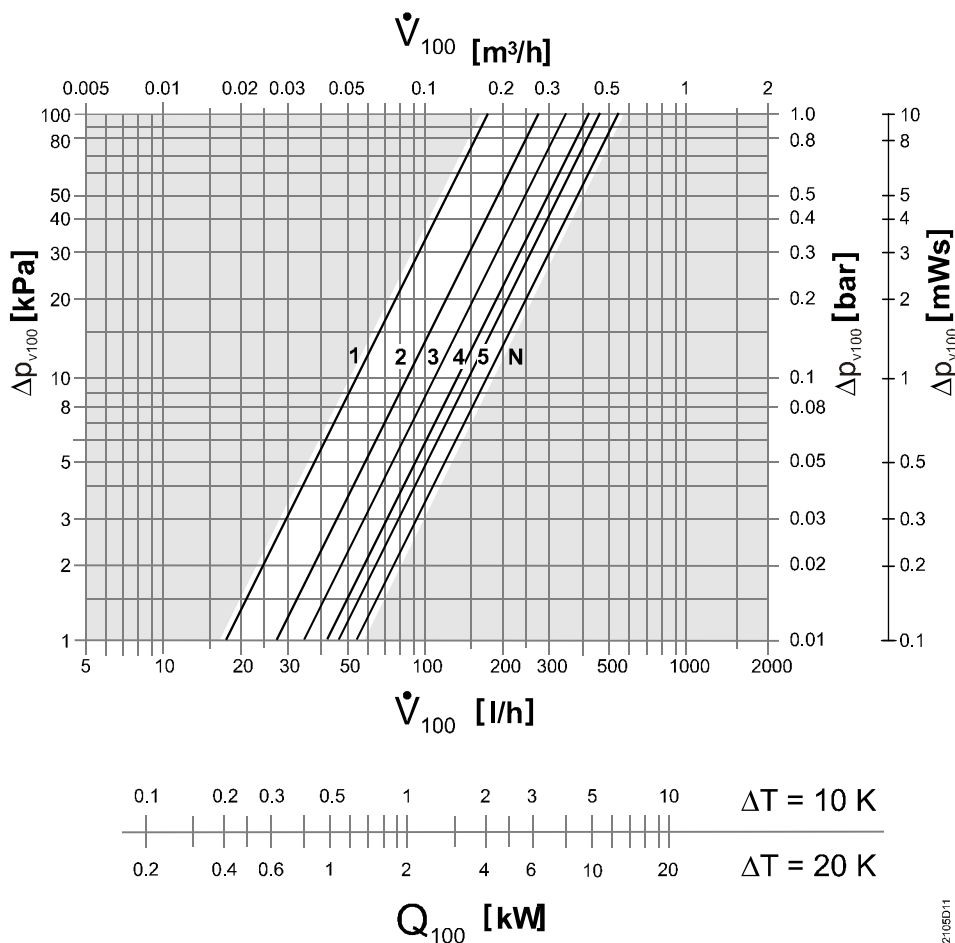 V̇100 [m³/h]
0.005 0.01 0.02 0.03 0.05 0.1 0.2 0.3 0.5 1 2
100 1.0 10
80 0.8 8
50 0.5 5
40 0.4 4
30 0.3 3
20 0.2 2
10 0.1 1
8 0.08
5 0.05 0.5
3 0.03 0.3
2 0.02 0.2
1 0.01 0.1
Δpv100 [kPa]
1 2 3 4 5 N
Δpv100 [bar]
Δpv100 [mWs]
5 10 20 30 50 100 200 300 500 1000 2000
V̇100 [l/h]
0.1 0.2 0.3 0.5 1 2 3 5 10 ΔT = 10 K
0.2 0.4 0.6 1 2 4 6 10 20 ΔT = 20 K
Q100 [kW]
2105D11